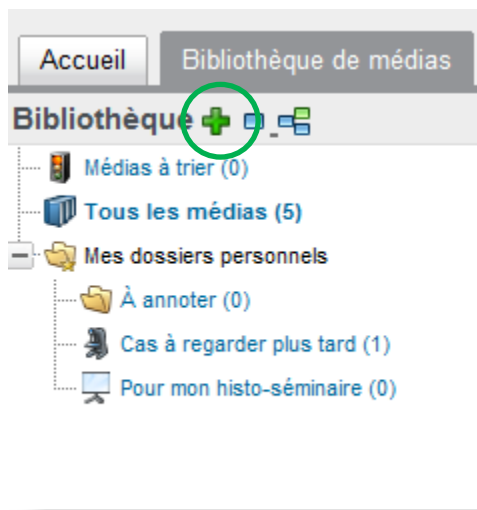 Accueil Bibliothèque de médias
Bibliothèque
Médias à trier (0)
Tous les médias (5)
Mes dossiers personnels
À annoter (0)
Cas à regarder plus tard (1)
Pour mon histo-séminaire (0)